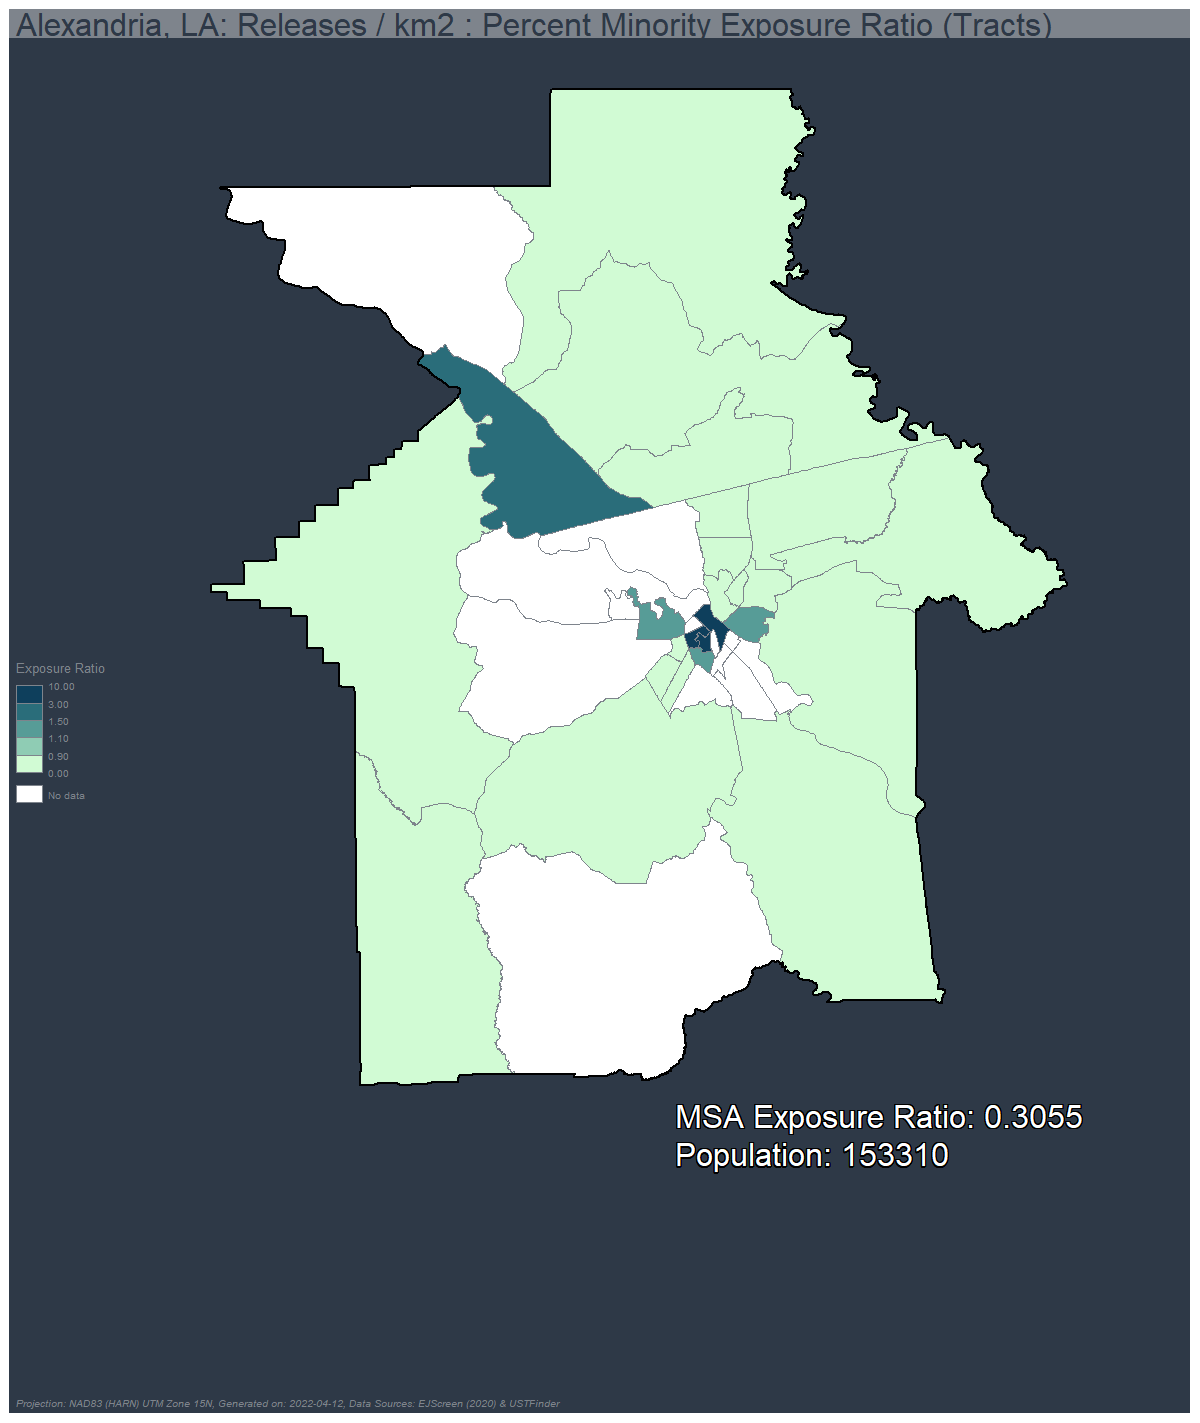 Alexandria, LA: Releases / km2 : Percent Minority Exposure Ratio (Tracts)
Exposure Ratio
10.00
3.00
1.50
1.10
0.90
0.00
No data
MSA Exposure Ratio: 0.3055
Population: 153310
Projection: NAD83 (HARN) UTM Zone 15N, Generated on: 2022-04-12, Data Sources: EJScreen (2020) & USTFinder